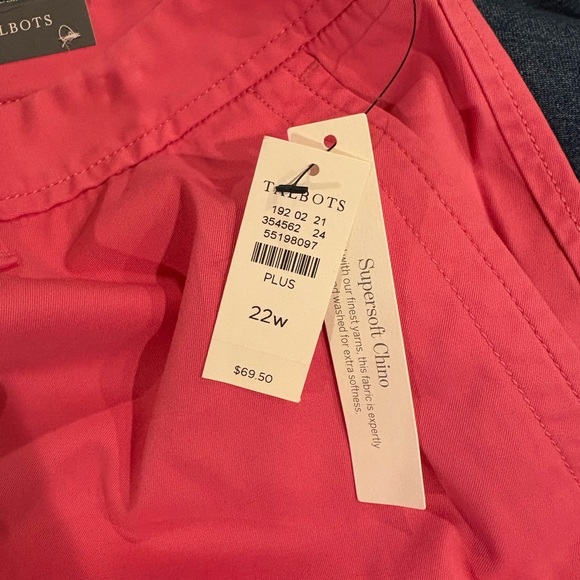 LBOTS
TALBOTS
192 02 21
354562 24
55198097
PLUS
22w
$69.50
Supersoft Chino
with our finest yarns, this fabric is expertly
washed for extra softness.